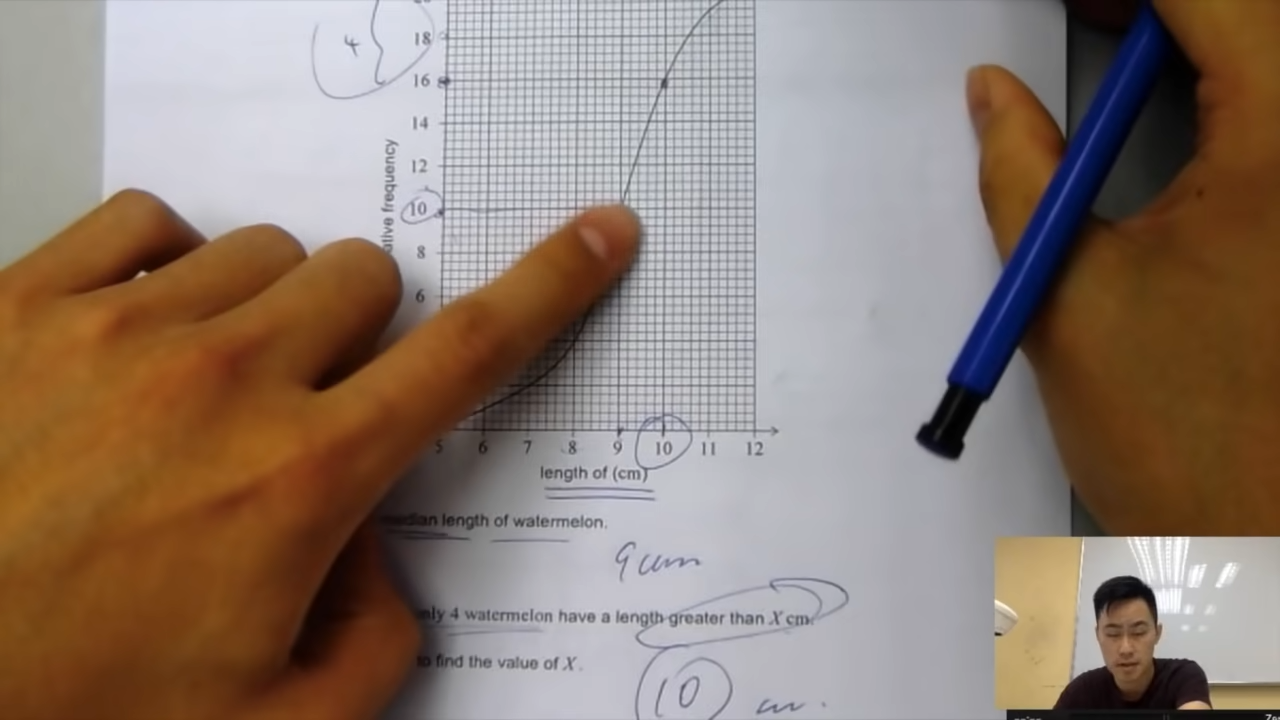 18
4
16
14
12
ative frequency
10
8
6
5 6 7 8 9 10 11 12
length of (cm)
median length of watermelon.
9 cm
nly 4 watermelon have a length greater than X cm.
to find the value of X.
10 cm.